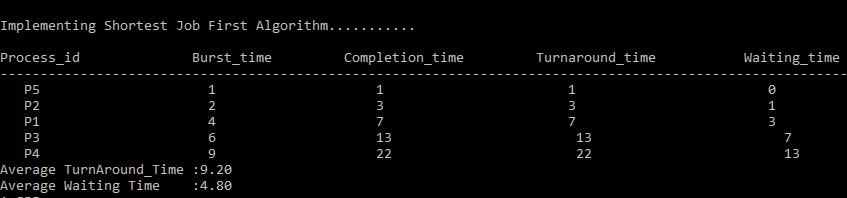 Implementing Shortest Job First Algorithm...........
Process_id Burst_time Completion_time Turnaround_time Waiting_time
P5 1 1 1 0
P2 2 3 3 1
P1 4 7 7 3
P3 6 13 13 7
P4 9 22 22 13
Average TurnAround_Time :9.20
Average Waiting Time :4.80